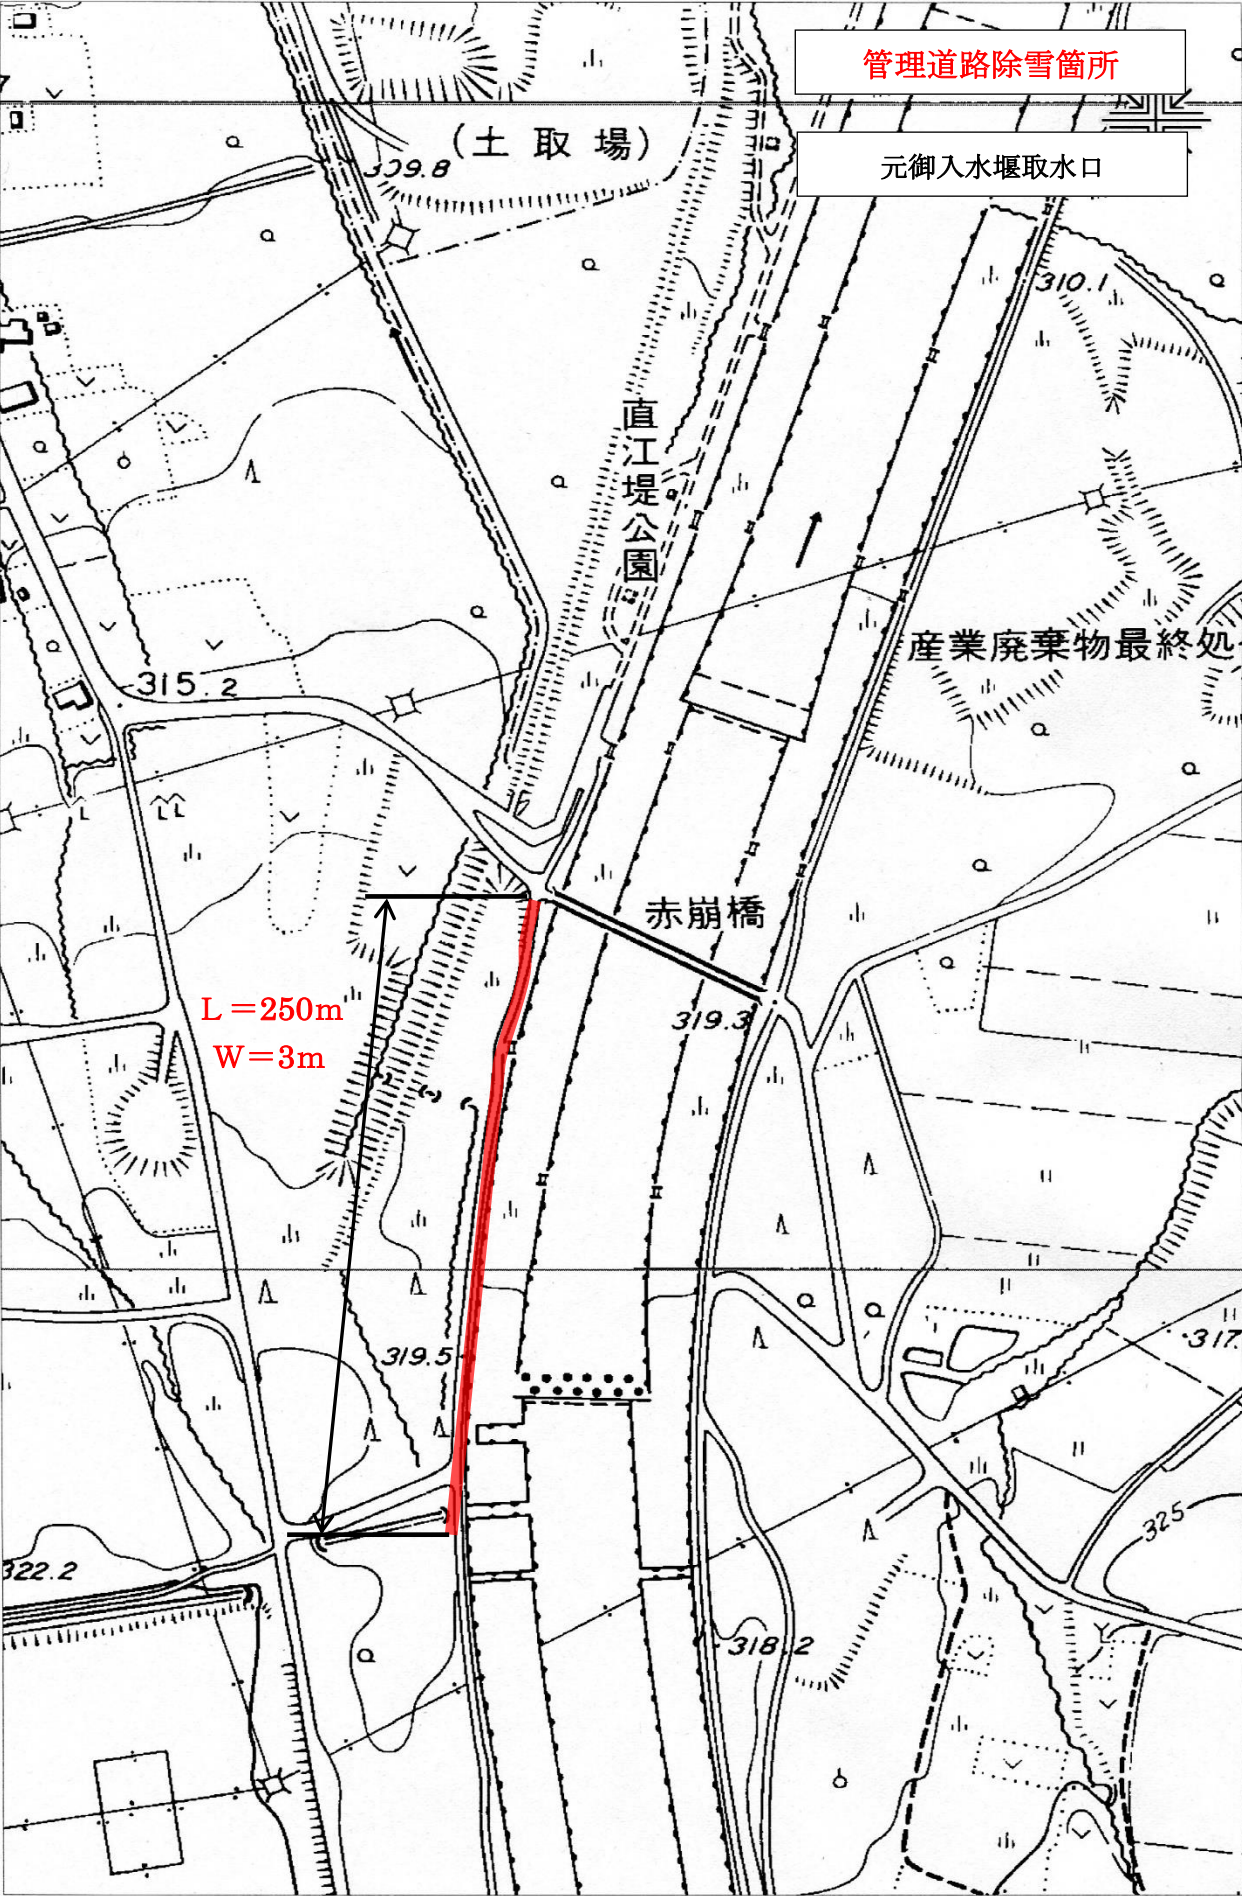 管理道路除雪箇所
元御入水堰取水口
(土取場)
309.8
310.1
直江堤公園
産業廃棄物最終処
315.2
赤崩橋
L=250m
W=3m
319.3
319.5
317.
325
322.2
318.2